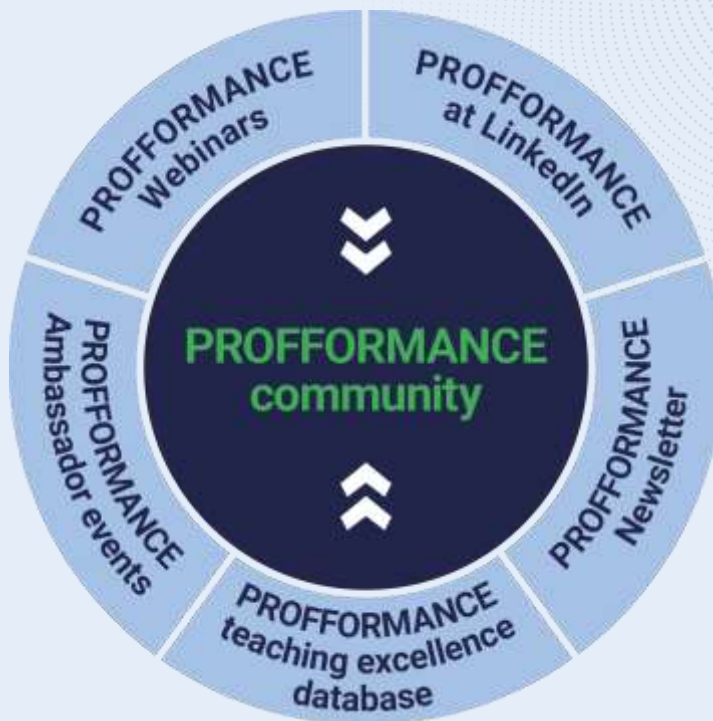 PROFFORMANCE
Webinars
PROFFORMANCE
at LinkedIn
PROFFORMANCE
Newsletter
PROFFORMANCE
teaching excellence
database
PROFFORMANCE
Ambassador events
PROFFORMANCE
community